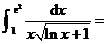 ∫₁^{e²} dx / (x√(ln x + 1))